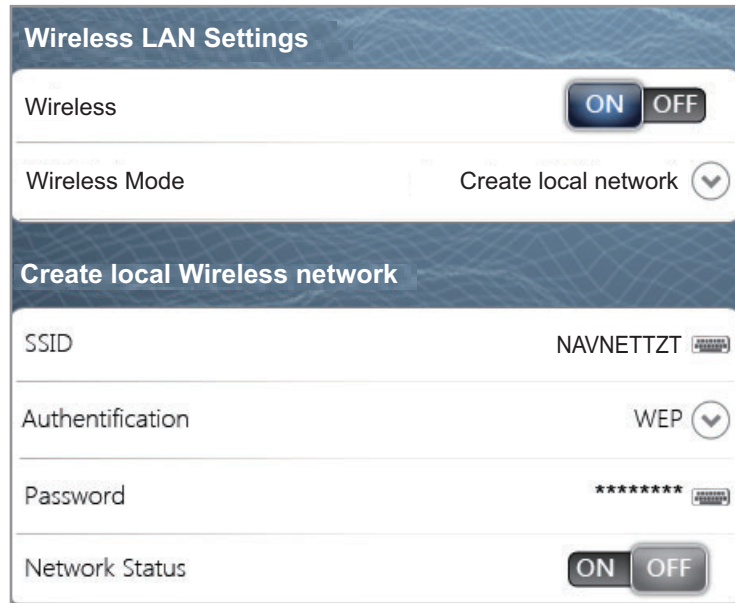 Wireless LAN Settings
Wireless ON OFF
Wireless Mode Create local network
Create local Wireless network
SSID NAVNETTZT
Authentification WEP
Password ********
Network Status ON OFF